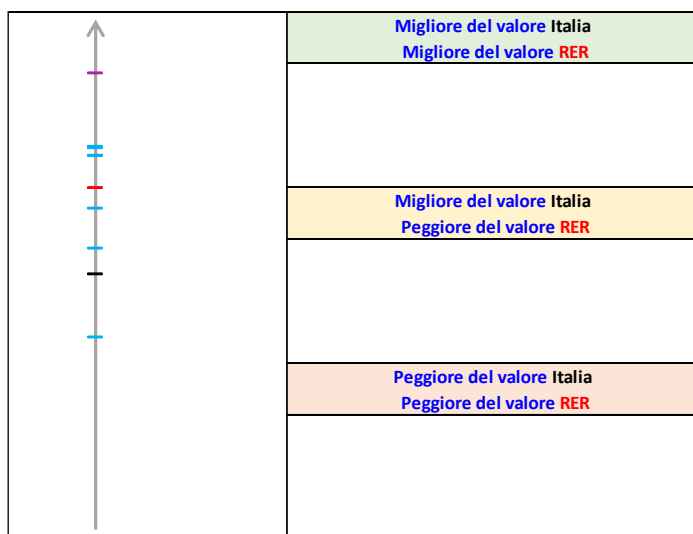 Migliore del valore Italia
Migliore del valore RER
Migliore del valore Italia
Peggiore del valore RER
Peggiore del valore Italia
Peggiore del valore RER